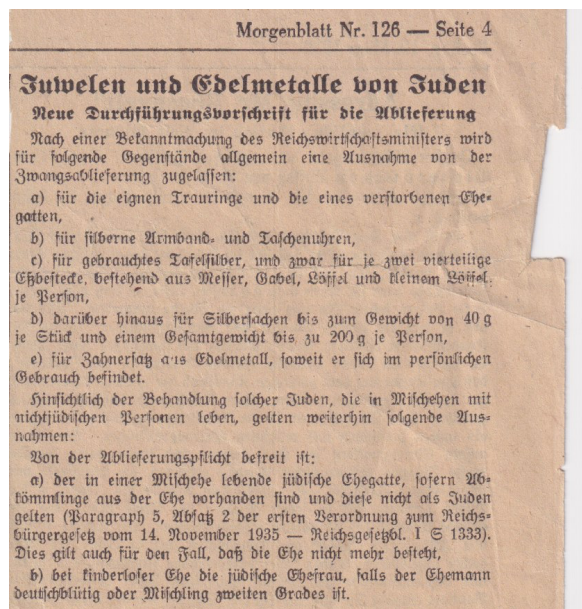 Morgenblatt Nr. 126 — Seite 4
Juwelen und Edelmetalle von Juden
Neue Durchführungsvorschrift für die Ablieferung
Nach einer Bekanntmachung des Reichswirtschaftsministers wird
für folgende Gegenstände allgemein eine Ausnahme von der
Zwangsablieferung zugelassen:
a) für die eignen Trauringe und die eines verstorbenen Ehe-
gatten,
b) für silberne Armband- und Taschenuhren,
c) für gebrauchtes Tafelsilber, und zwar für je zwei vierteilige
Eßbestecke, bestehend aus Messer, Gabel, Löffel und kleinem Löffel
je Person,
d) darüber hinaus für Silbersachen bis zum Gewicht von 40 g
je Stück und einem Gesamtgewicht bis zu 200 g je Person,
e) für Zahnersatz aus Edelmetall, soweit er sich im persönlichen
Gebrauch befindet.
Hinsichtlich der Behandlung solcher Juden, die in Mischehen mit
nichtjüdischen Personen leben, gelten weiterhin folgende Aus-
nahmen:
Von der Ablieferungspflicht befreit ist:
a) der in einer Mischehe lebende jüdische Ehegatte, sofern Ab-
kömmlinge aus der Ehe vorhanden sind und diese nicht als Juden
gelten (Paragraph 5, Absatz 2 der ersten Verordnung zum Reichs-
bürgergesetz vom 14. November 1935 — Reichsgesetzbl. I S 1333).
Dies gilt auch für den Fall, daß die Ehe nicht mehr besteht,
b) bei kinderloser Ehe die jüdische Ehefrau, falls der Ehemann
deutschblütig oder Mischling zweiten Grades ist.